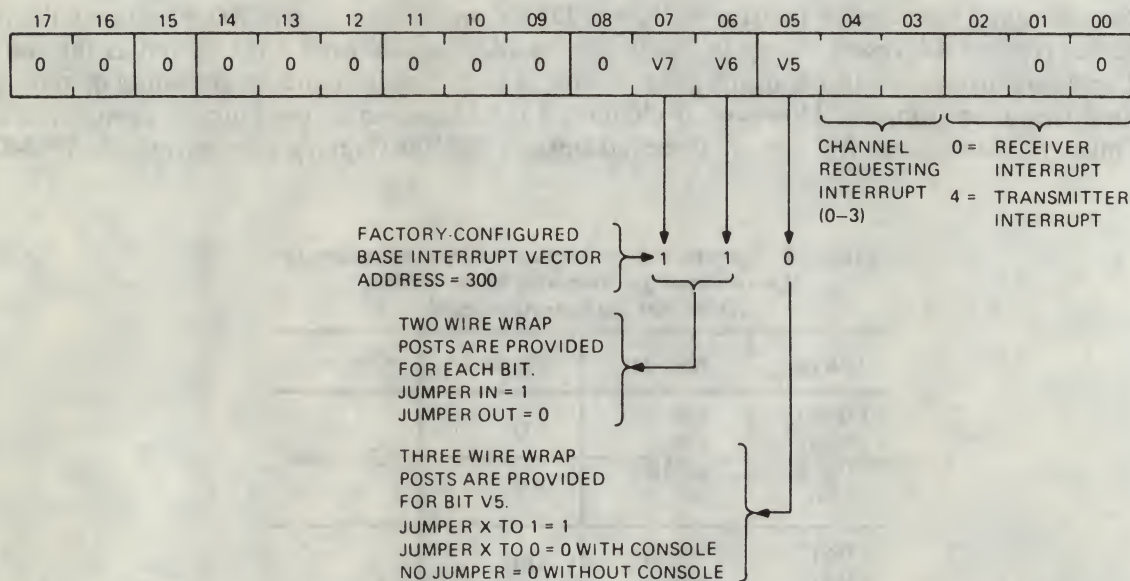 17 16 15 14 13 12 11 10 09 08 07 06 05 04 03 02 01 00
0 0 0 0 0 0 0 0 0 0 V7 V6 V5 0 0
CHANNEL
REQUESTING
INTERRUPT
(0–3)
0 = RECEIVER
INTERRUPT
4 = TRANSMITTER
INTERRUPT
FACTORY-CONFIGURED
BASE INTERRUPT VECTOR
ADDRESS = 300
1 1 0
TWO WIRE WRAP
POSTS ARE PROVIDED
FOR EACH BIT.
JUMPER IN = 1
JUMPER OUT = 0
THREE WIRE WRAP
POSTS ARE PROVIDED
FOR BIT V5.
JUMPER X TO 1 = 1
JUMPER X TO 0 = 0 WITH CONSOLE
NO JUMPER = 0 WITHOUT CONSOLE